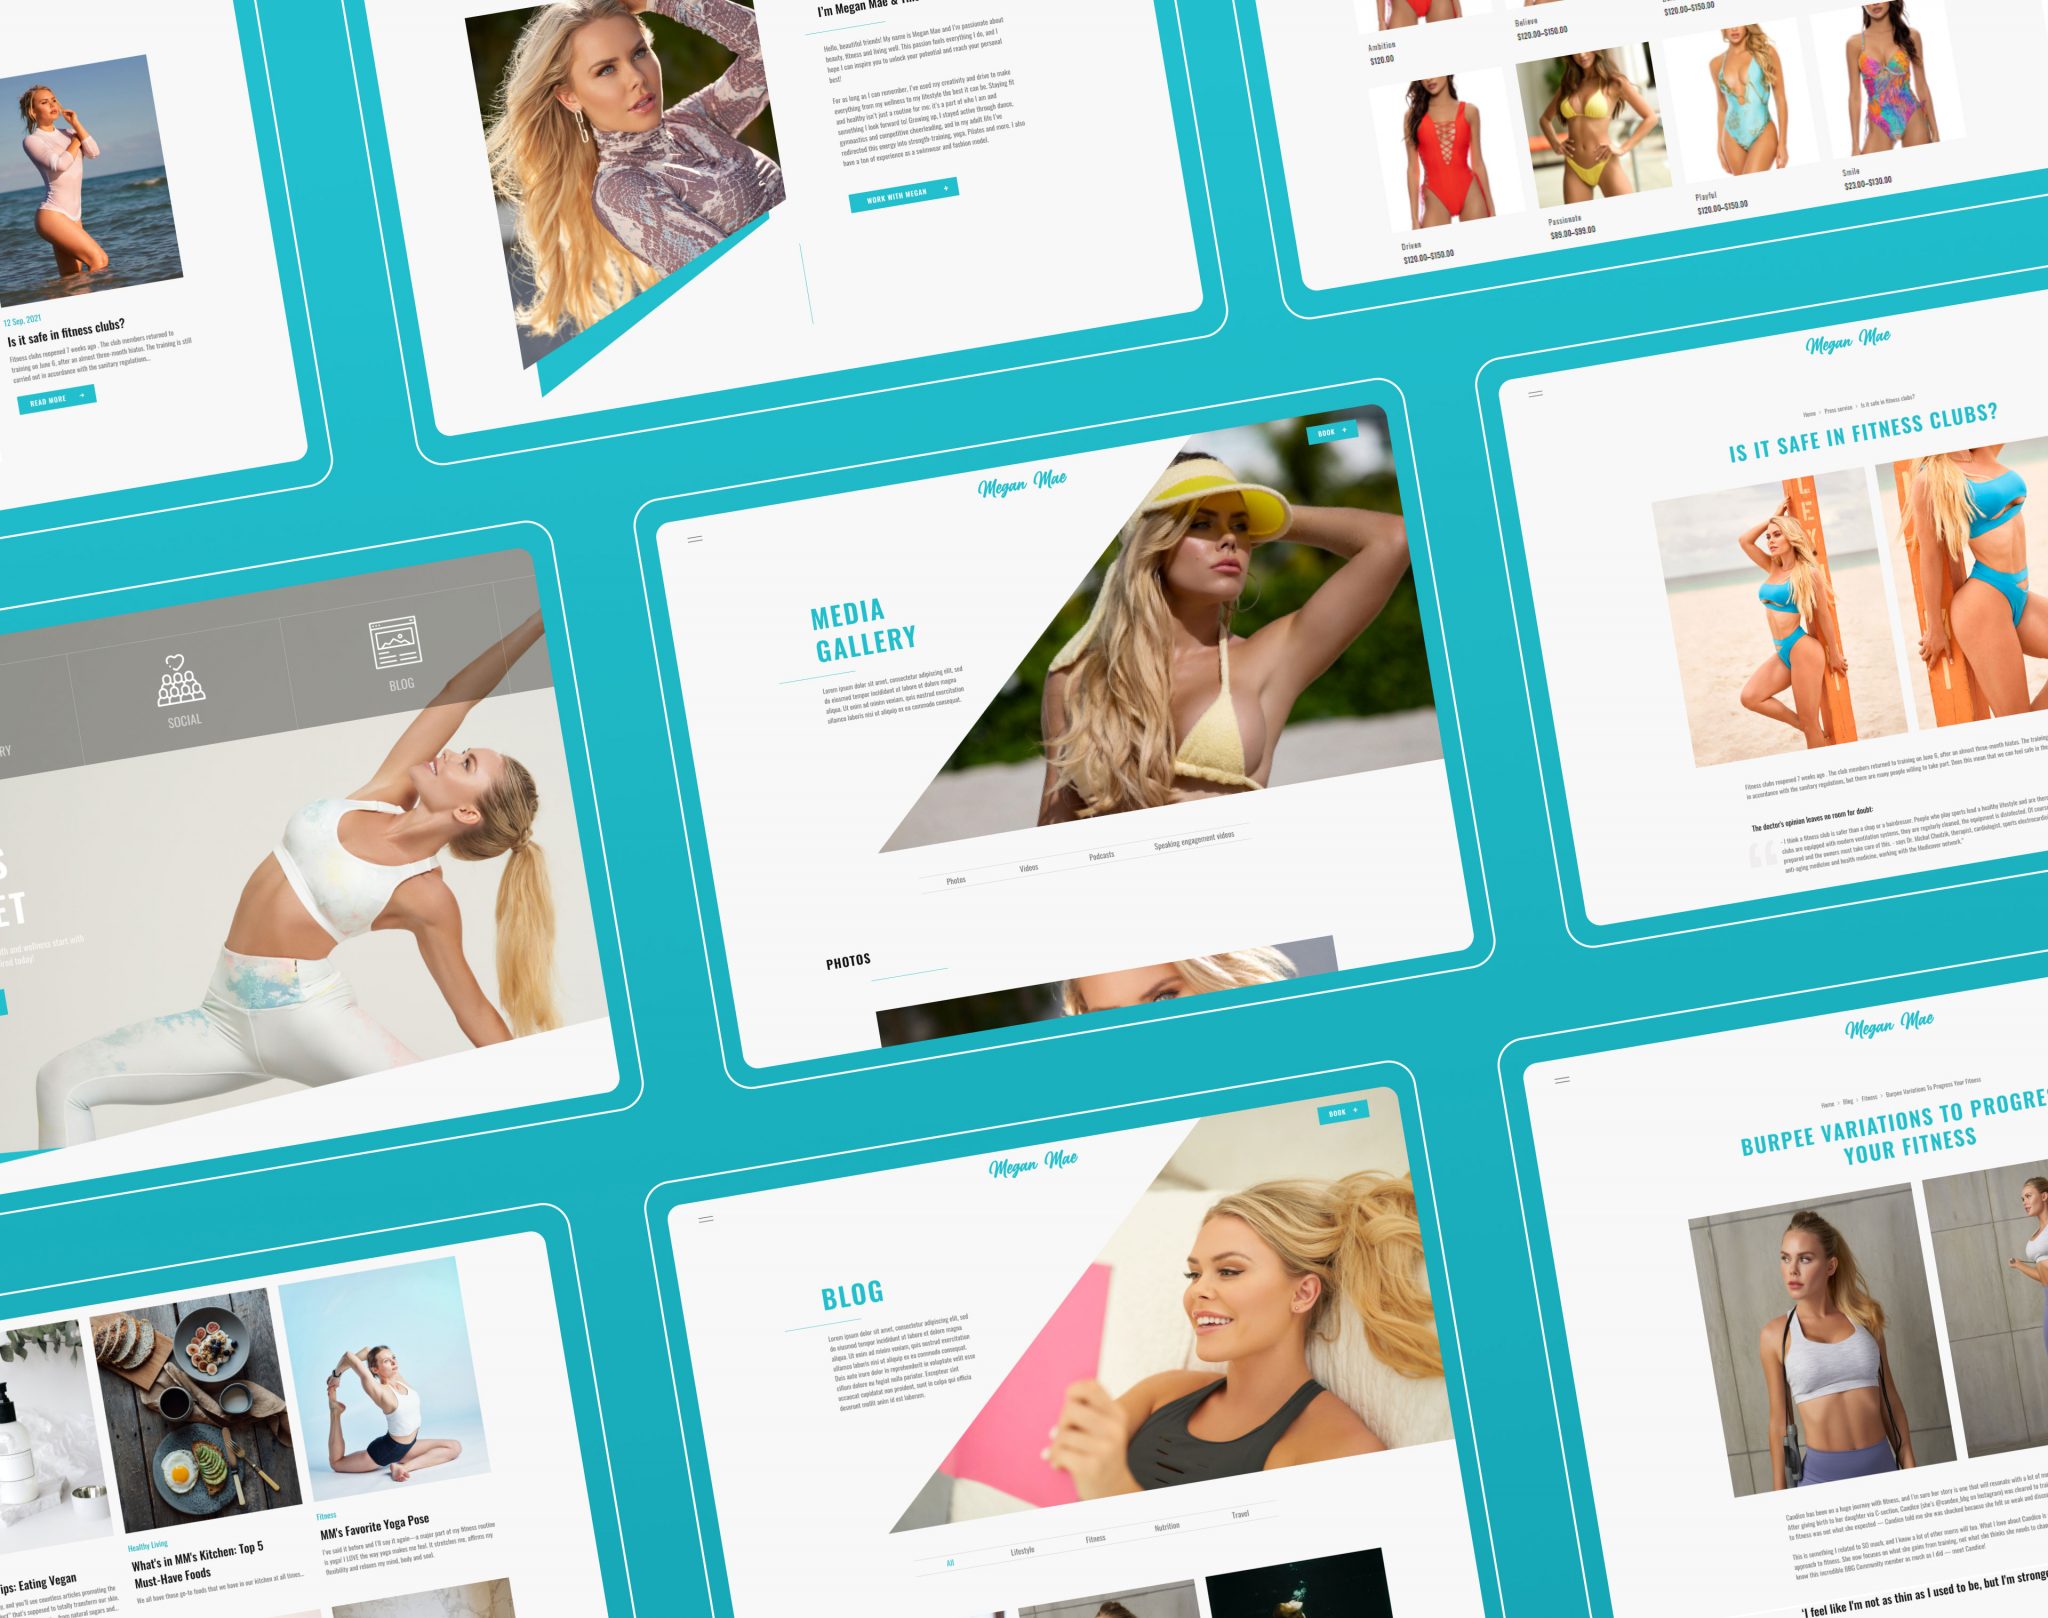 12 Sep, 2021
Is it safe in fitness clubs?
Fitness clubs reopened 7 weeks ago . The club members returned to
training on June 6, after an almost three-month hiatus. The training is still
carried out in accordance with the sanitary regulations...
READ MORE
I'm Megan Mae &
Hello, beautiful friends! My name is Megan Mae and I'm passionate about
beauty, fitness and living well. This passion fuels everything I do, and I
hope I can inspire you to unlock your potential and reach your personal
best!
For as long as I can remember, I've used my creativity and drive to make
everything from my wellness to my lifestyle the best it can be. Staying fit
and healthy isn't just a routine for me; it's a part of who I am and
something I look forward to! Growing up, I stayed active through dance,
gymnastics and competitive cheerleading, and in my adult life I've
redirected this energy into strength-training, yoga, Pilates and more. I also
have a ton of experience as a swimwear and fashion model.
WORK WITH MEGAN +
Ambition
$120.00
Believe
$120.00–$150.00
$120.00–$150.00
Driven
$120.00–$150.00
Passionate
$89.00–$99.00
Playful
$120.00–$150.00
Smile
$23.00–$130.00
RY
SOCIAL
BLOG
S
ET
lth and wellness start with
ired today!
Megan Mae
BOOK +
MEDIA
GALLERY
Lorem ipsum dolor sit amet, consectetur adipiscing elit, sed
do eiusmod tempor incididunt ut labore et dolore magna
aliqua. Ut enim ad minim veniam, quis nostrud exercitation
ullamco laboris nisi ut aliquip ex ea commodo consequat.
Photos
Videos
Podcasts
Speaking engagement videos
PHOTOS
Megan Mae
Home > Press service > Is it safe in fitness clubs?
IS IT SAFE IN FITNESS CLUBS?
Fitness clubs reopened 7 weeks ago . The club members returned to training on June 6, after an almost three-month hiatus. The training
in accordance with the sanitary regulations, but there are many people willing to take part. Does this mean that we can feel safe in the
The doctor's opinion leaves no room for doubt:
- I think a fitness club is safer than a shop or a hairdresser. People who play sports lead a healthy lifestyle and are there
clubs are equipped with modern ventilation systems, they are regularly cleaned, the equipment is disinfected. Of course
prepared and the owners must take care of this. - says Dr. Michał Chudzik, therapist, cardiologist, sports electrocardi
anti-aging medicine and health medicine, working with the Medicover network."
Healthy Living
What's in MM's Kitchen: Top 5
Must-Have Foods
We all have those go-to foods that we have in our kitchen at all times...
Fitness
MM's Favorite Yoga Pose
I've said it before and I'll say it again—a major part of my fitness routine
is yoga! I LOVE the way yoga makes me feel. It stretches me, affirms my
flexibility and relaxes my mind, body and soul.
ips: Eating Vegan
, and you'll see countless articles promoting the
that's supposed to totally transform our skin,
from natural sugars and...
Megan Mae
BOOK +
BLOG
Lorem ipsum dolor sit amet, consectetur adipiscing elit, sed
do eiusmod tempor incididunt ut labore et dolore magna
aliqua. Ut enim ad minim veniam, quis nostrud exercitation
ullamco laboris nisi ut aliquip ex ea commodo consequat.
Duis aute irure dolor in reprehenderit in voluptate velit esse
cillum dolore eu fugiat nulla pariatur. Excepteur sint
occaecat cupidatat non proident, sunt in culpa qui officia
deserunt mollit anim id est laborum.
All
Lifestyle
Fitness
Nutrition
Travel
Megan Mae
Home > Blog > Fitness > Burpee Variations To Progress Your Fitness
BURPEE VARIATIONS TO PROGRE
YOUR FITNESS
Candice has been on a huge journey with fitness, and I'm sure her story is one that will resonate with a lot of
After giving birth to her daughter via C-section, Candice was cleared to
to fitness was not what she expected — Candice told me she was shocked because she felt so weak and
This is something I related to SO much, and I know a lot of other mums will too. What I love about Candice is
approach to fitness. She now focuses on what she gains from training, not what she thinks she needs to
know this incredible BBG Community member as much as I did — meet Candice!
'I feel like I'm not as thin as I used to be, but I'm stronge